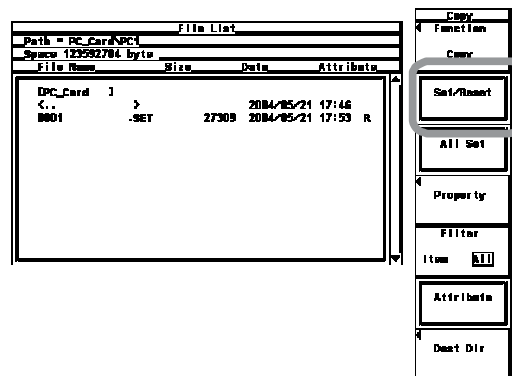 File List
Path = PC_Card\PC1
Space 123592704 byte
File Name Size Date Attribute
[PC_Card ]
<.. > 2004/05/21 17:46
0001 .SET 27309 2004/05/21 17:53 R
Copy
Function
Copy
Set/Reset
All Set
Property
Filter
Item All
Attribute
Dest Dir